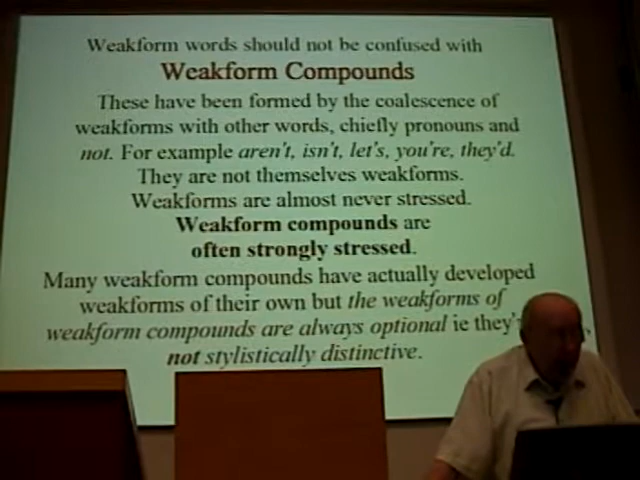 Weakform words should not be confused with
Weakform Compounds
These have been formed by the coalescence of
weakforms with other words, chiefly pronouns and
not. For example aren't, isn't, let's, you're, they'd.
They are not themselves weakforms.
Weakforms are almost never stressed.
Weakform compounds are
often strongly stressed.
Many weakform compounds have actually developed
weakforms of their own but the weakforms of
weakform compounds are always optional ie
not stylistically distinctive.